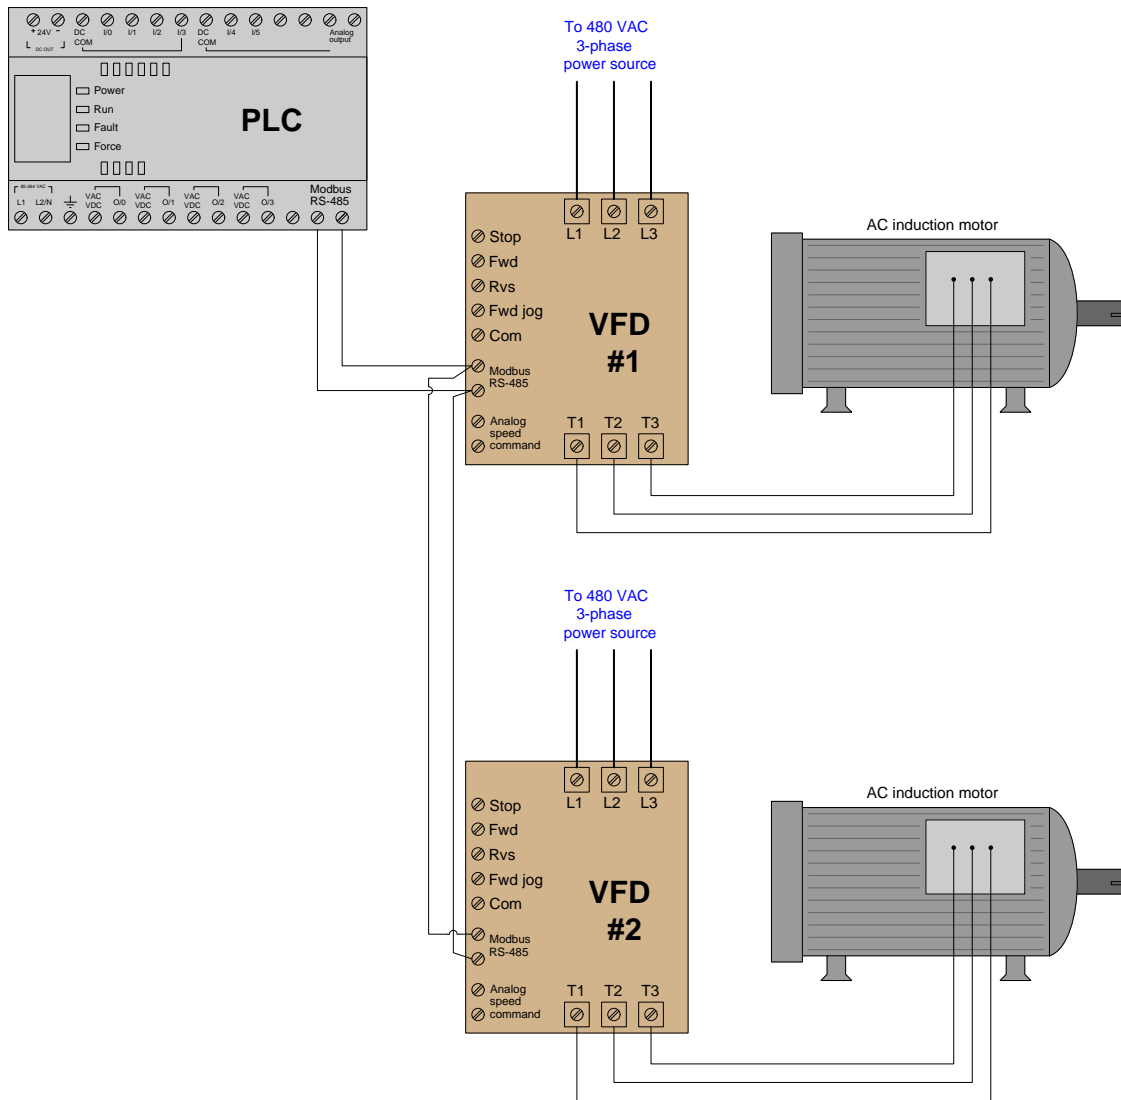 + 24V -
DC OUT
DC
COM
I/0
I/1
I/2
I/3
DC
COM
I/4
I/5
Analog
output
Power
Run
Fault
Force
PLC
85-264 VAC
L1
L2/N
VAC
VDC
O/0
VAC
VDC
O/1
VAC
VDC
O/2
VAC
VDC
O/3
Modbus
RS-485
To 480 VAC
3-phase
power source
L1
L2
L3
Stop
Fwd
Rvs
Fwd jog
Com
Modbus
RS-485
Analog
speed
command
VFD
#1
T1
T2
T3
AC induction motor
To 480 VAC
3-phase
power source
L1
L2
L3
Stop
Fwd
Rvs
Fwd jog
Com
Modbus
RS-485
Analog
speed
command
VFD
#2
T1
T2
T3
AC induction motor